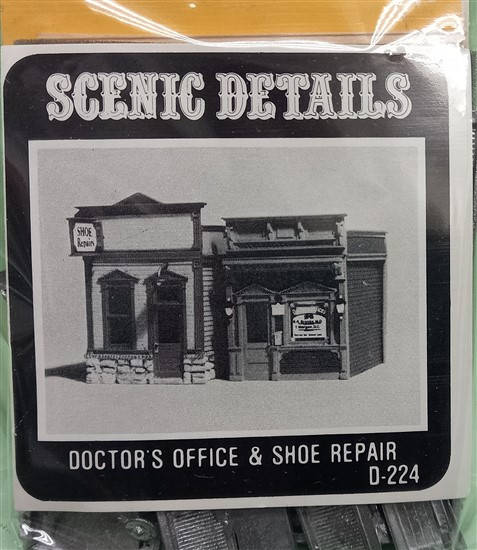 SCENIC DETAILS
SHOE
Repairs
DOCTOR'S OFFICE & SHOE REPAIR
D-224